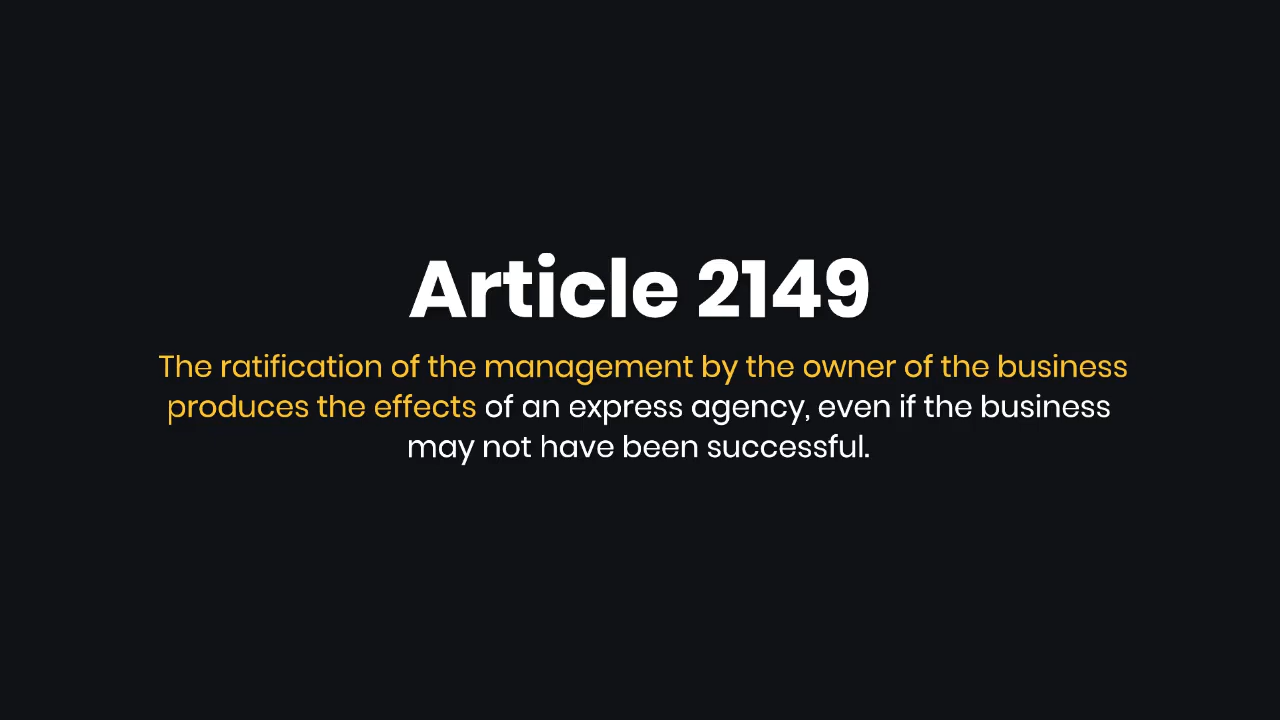 Article 2149
The ratification of the management by the owner of the business
produces the effects of an express agency, even if the business
may not have been successful.